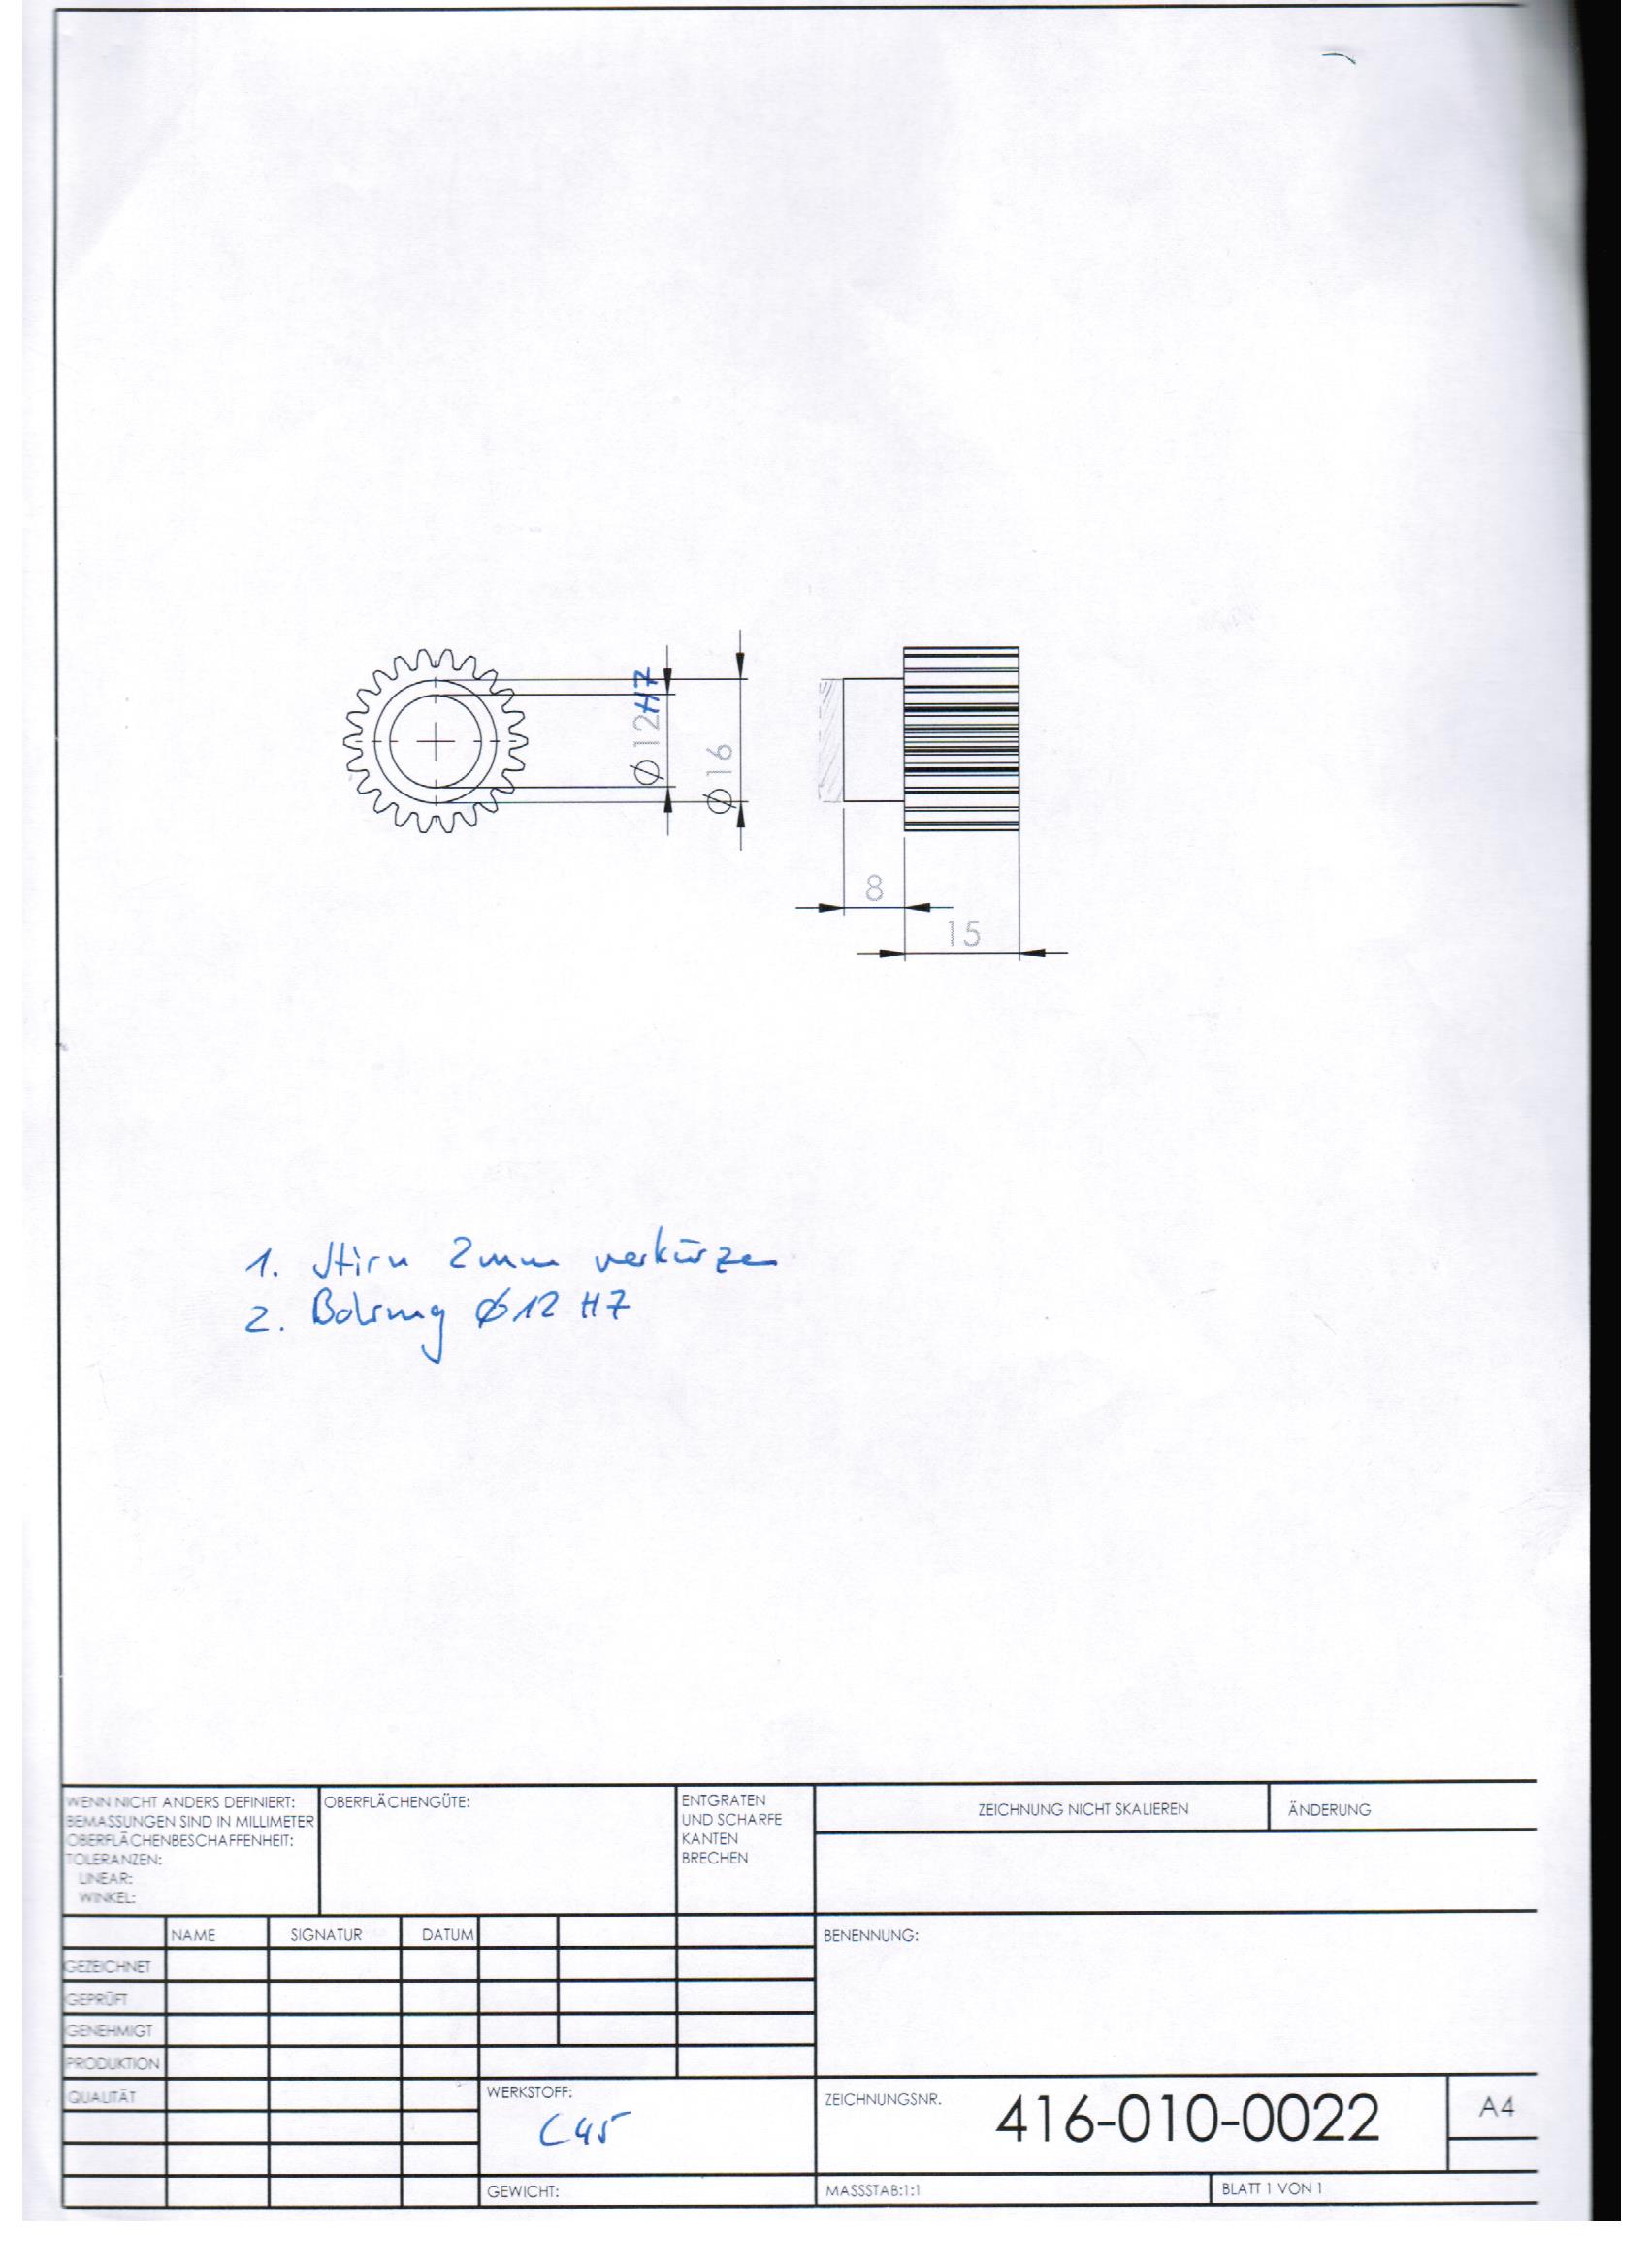 Ø12H7
Ø16
8
15
1. Stirn 2mm verkürzen
2. Bohrung Ø12 H7
WENN NICHT ANDERS DEFINIERT:
BEMASSUNGEN SIND IN MILLIMETER
OBERFLÄCHENBESCHAFFENHEIT:
TOLERANZEN:
LINEAR:
WINKEL:
OBERFLÄCHENGÜTE:
ENTGRATEN
UND SCHARFE
KANTEN
BRECHEN
ZEICHNUNG NICHT SKALIEREN
ÄNDERUNG
NAME SIGNATUR DATUM
GEZEICHNET
GEPRÜFT
GENEHMIGT
PRODUKTION
QUALITÄT
BENENNUNG:
WERKSTOFF:
C45
GEWICHT:
ZEICHNUNGSNR.
416-010-0022
A4
MASSSTAB:1:1
BLATT 1 VON 1